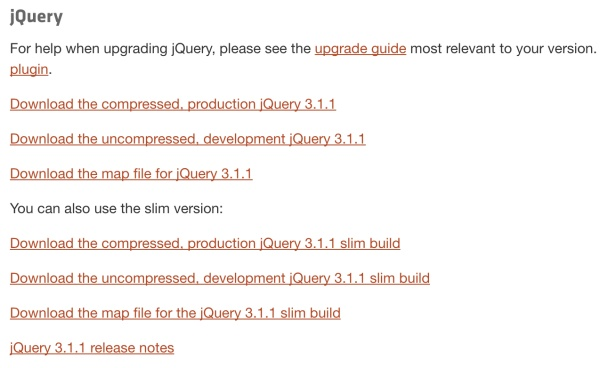 jQuery
For help when upgrading jQuery, please see the upgrade guide most relevant to your version.
plugin.
Download the compressed, production jQuery 3.1.1
Download the uncompressed, development jQuery 3.1.1
Download the map file for jQuery 3.1.1
You can also use the slim version:
Download the compressed, production jQuery 3.1.1 slim build
Download the uncompressed, development jQuery 3.1.1 slim build
Download the map file for the jQuery 3.1.1 slim build
jQuery 3.1.1 release notes